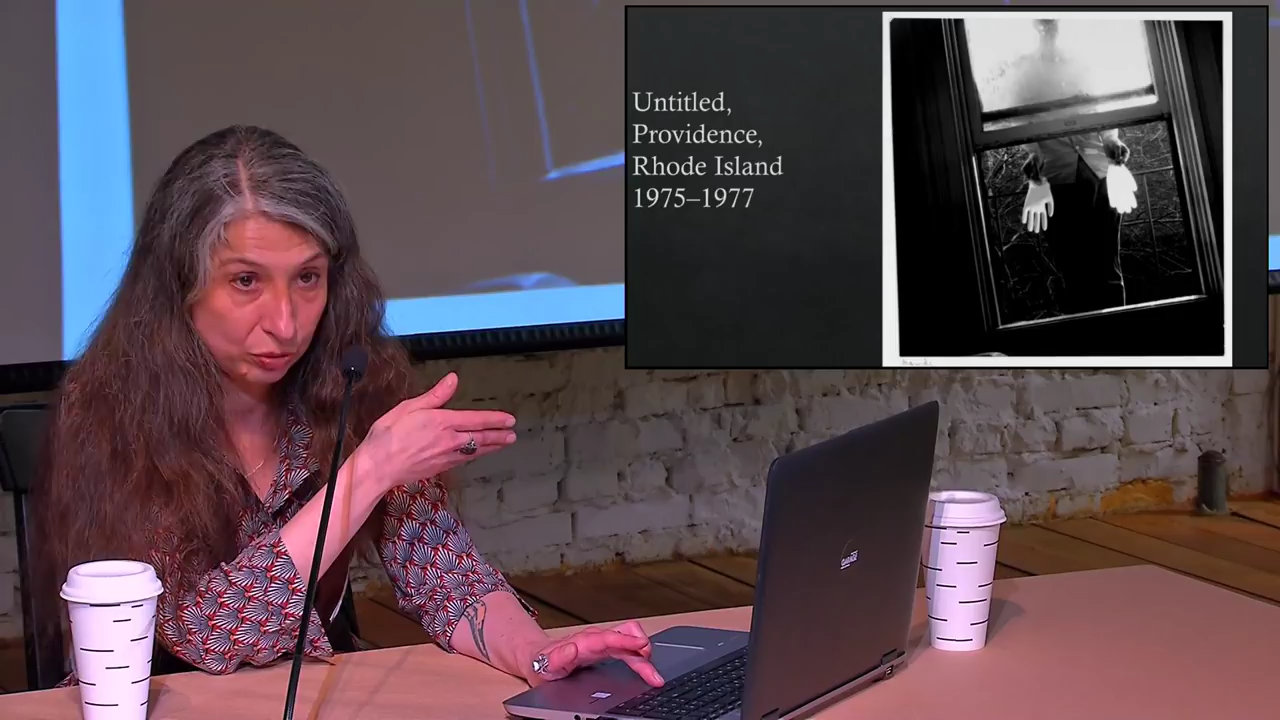 Untitled,
Providence,
Rhode Island
1975–1977